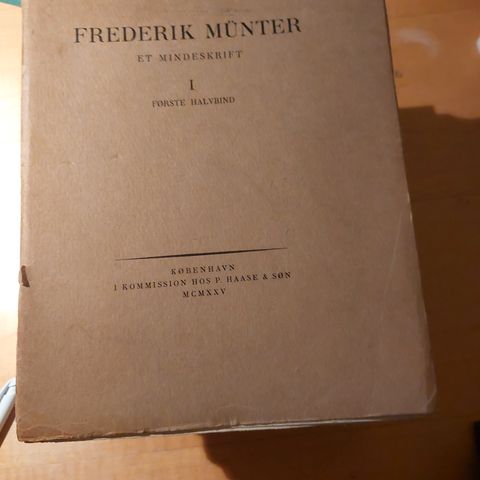 FREDERIK MÜNTER
ET MINDESKRIFT
I
FØRSTE HALVBIND
KØBENHAVN
I KOMMISSION HOS P. HAASE & SØN
MCMXXV